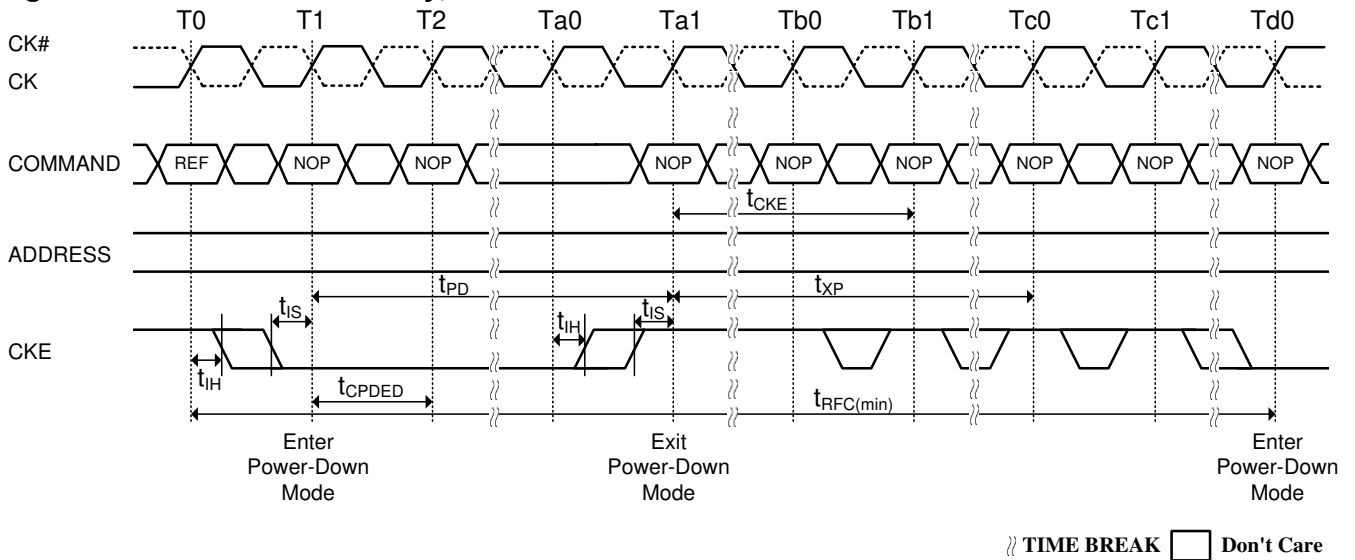 T0 T1 T2 Ta0 Ta1 Tb0 Tb1 Tc0 Tc1 Td0
CK#
CK
COMMAND REF NOP NOP NOP NOP NOP NOP NOP NOP
tCKE
ADDRESS
tPD tXP
tIS tIH tIS
CKE
tIH tCPDED tRFC(min)
Enter
Power-Down
Mode
Exit
Power-Down
Mode
Enter
Power-Down
Mode
TIME BREAK Don't Care